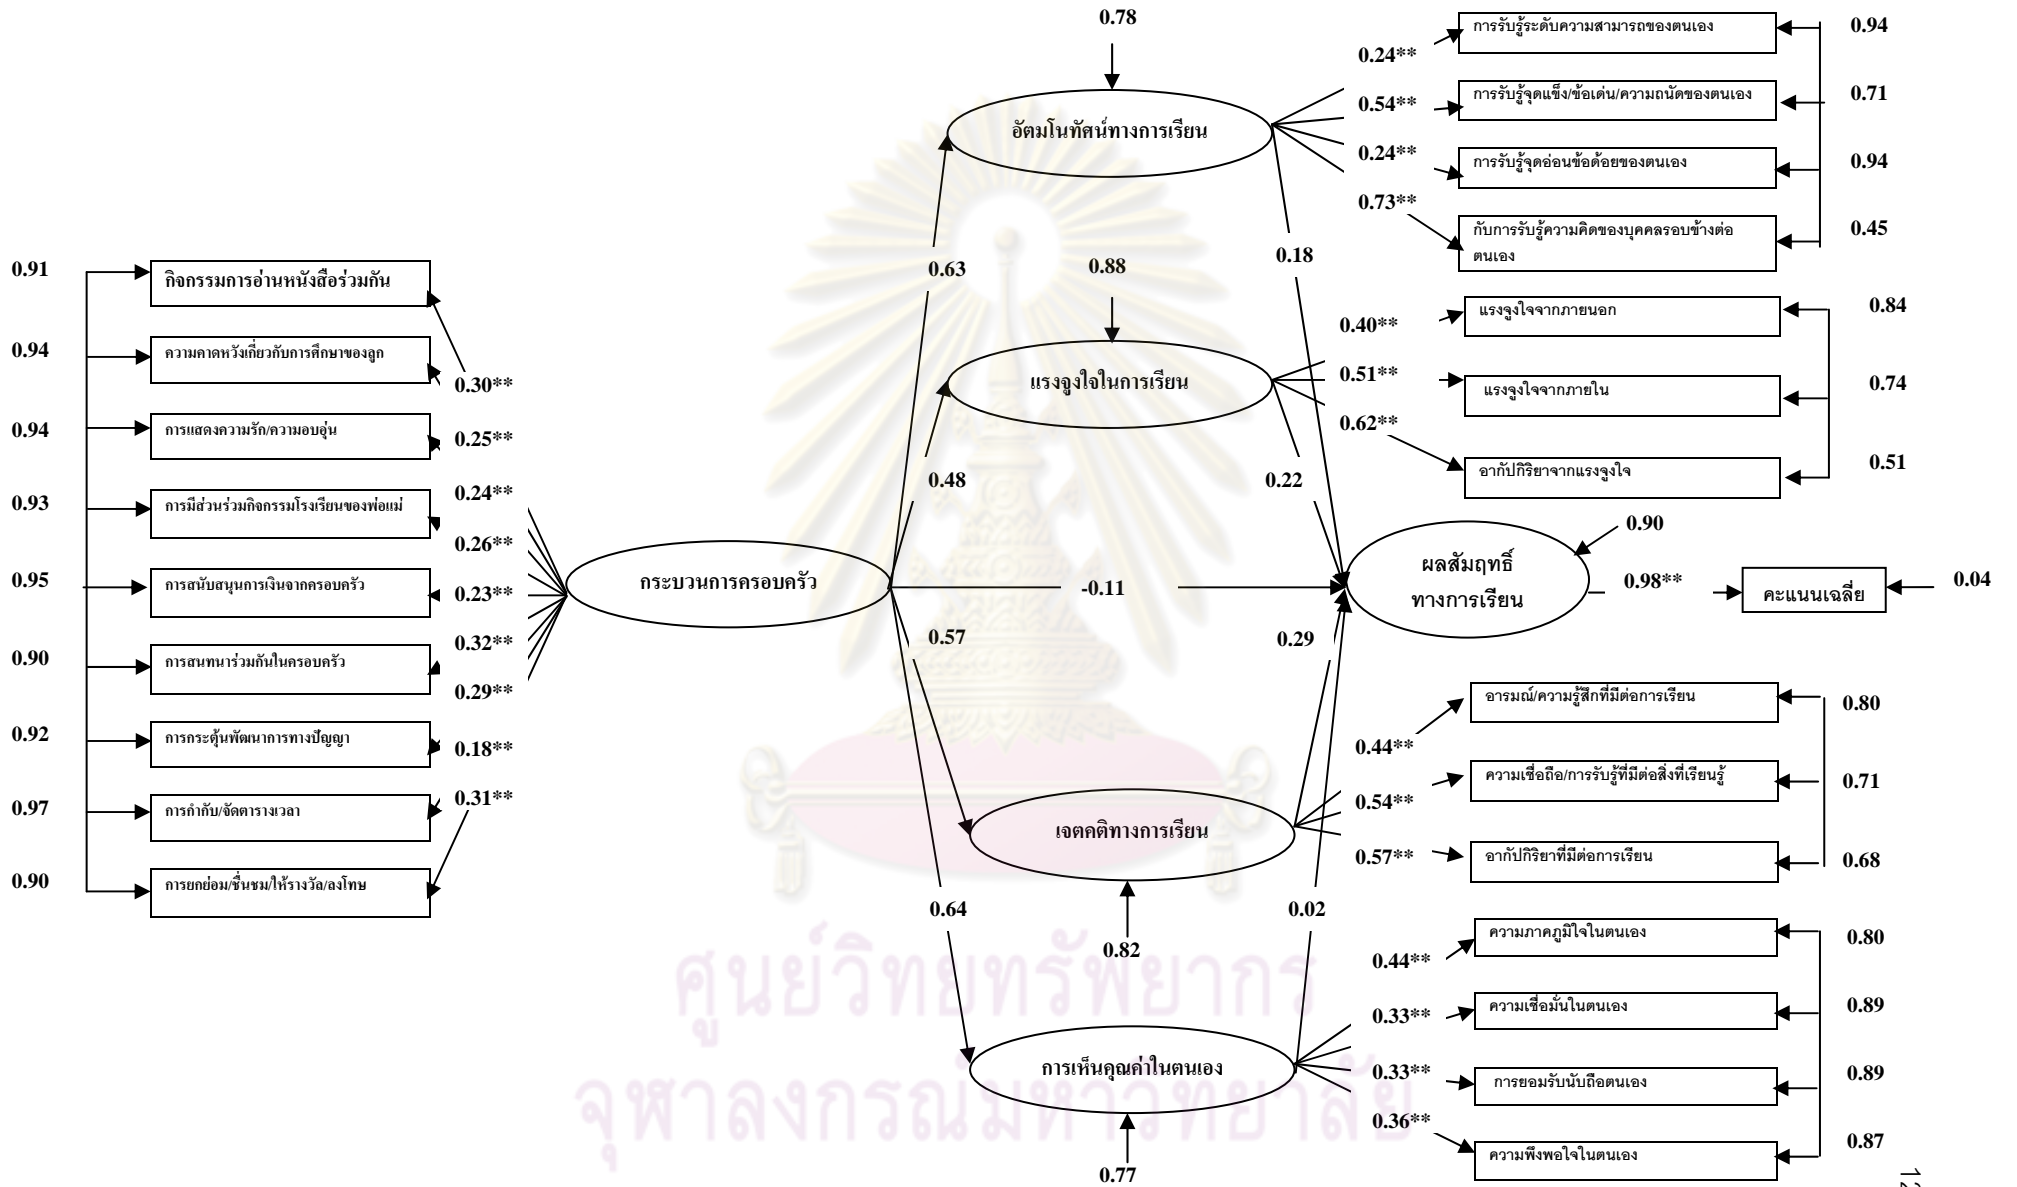 0.91
กิจกรรมการอ่านหนังสือร่วมกัน
0.94
ความคาดหวังเกี่ยวกับการศึกษาของลูก
0.94
การแสดงความรัก/ความอบอุ่น
0.93
การมีส่วนร่วมกิจกรรมโรงเรียนของพ่อแม่
0.95
การสนับสนุนการเงินจากครอบครัว
0.90
การสนทนาร่วมกันในครอบครัว
0.92
การกระตุ้นพัฒนาการทางปัญญา
0.97
การกำกับ/จัดตารางเวลา
0.90
การยกย่อม/ชื่นชม/ให้รางวัล/ลงโทษ
0.30**
0.25**
0.24**
0.26**
0.23**
0.32**
0.29**
0.18**
0.31**
กระบวนการครอบครัว
0.63
0.48
-0.11
0.57
0.64
0.78
อัตมโนทัศน์ทางการเรียน
0.88
แรงจูงใจในการเรียน
เจตคติทางการเรียน
0.82
การเห็นคุณค่าในตนเอง
0.77
0.18
0.22
0.29
0.02
0.24**
0.54**
0.24**
0.73**
การรับรู้ระดับความสามารถของตนเอง
0.94
การรับรู้จุดแข็ง/ข้อเด่น/ความถนัดของตนเอง
0.71
การรับรู้จุดอ่อนข้อด้อยของตนเอง
0.94
กับการรับรู้ความคิดของบุคคลรอบข้างต่อ
ตนเอง
0.45
0.40**
0.51**
0.62**
แรงจูงใจจากภายนอก
0.84
แรงจูงใจจากภายใน
0.74
อากัปกิริยาจากแรงจูงใจ
0.51
ผลสัมฤทธิ์
ทางการเรียน
0.90
0.98**
คะแนนเฉลี่ย
0.04
0.44**
0.54**
0.57**
อารมณ์/ความรู้สึกที่มีต่อการเรียน
0.80
ความเชื่อถือ/การรับรู้ที่มีต่อสิ่งที่เรียนรู้
0.71
อากัปกิริยาที่มีต่อการเรียน
0.68
0.44**
0.33**
0.33**
0.36**
ความภาคภูมิใจในตนเอง
0.80
ความเชื่อมั่นในตนเอง
0.89
การยอมรับนับถือตนเอง
0.89
ความพึงพอใจในตนเอง
0.87
ศูนย์วิทยทรัพยากร
จุฬาลงกรณ์มหาวิทยาลัย